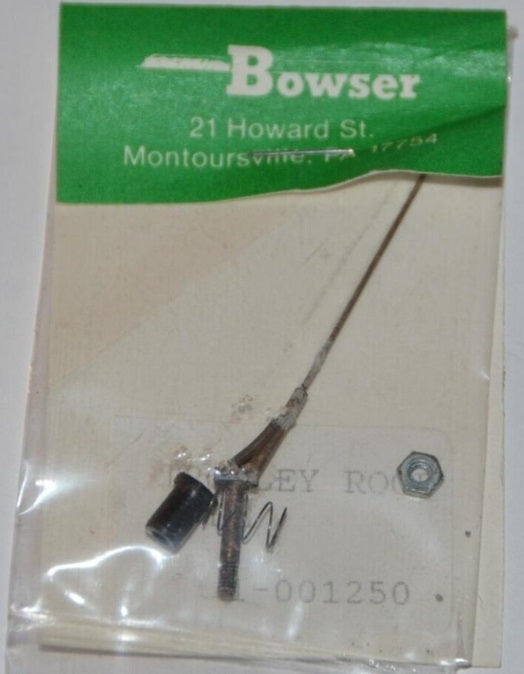 Bowser
21 Howard St.
Montoursville, PA 17754
-001250